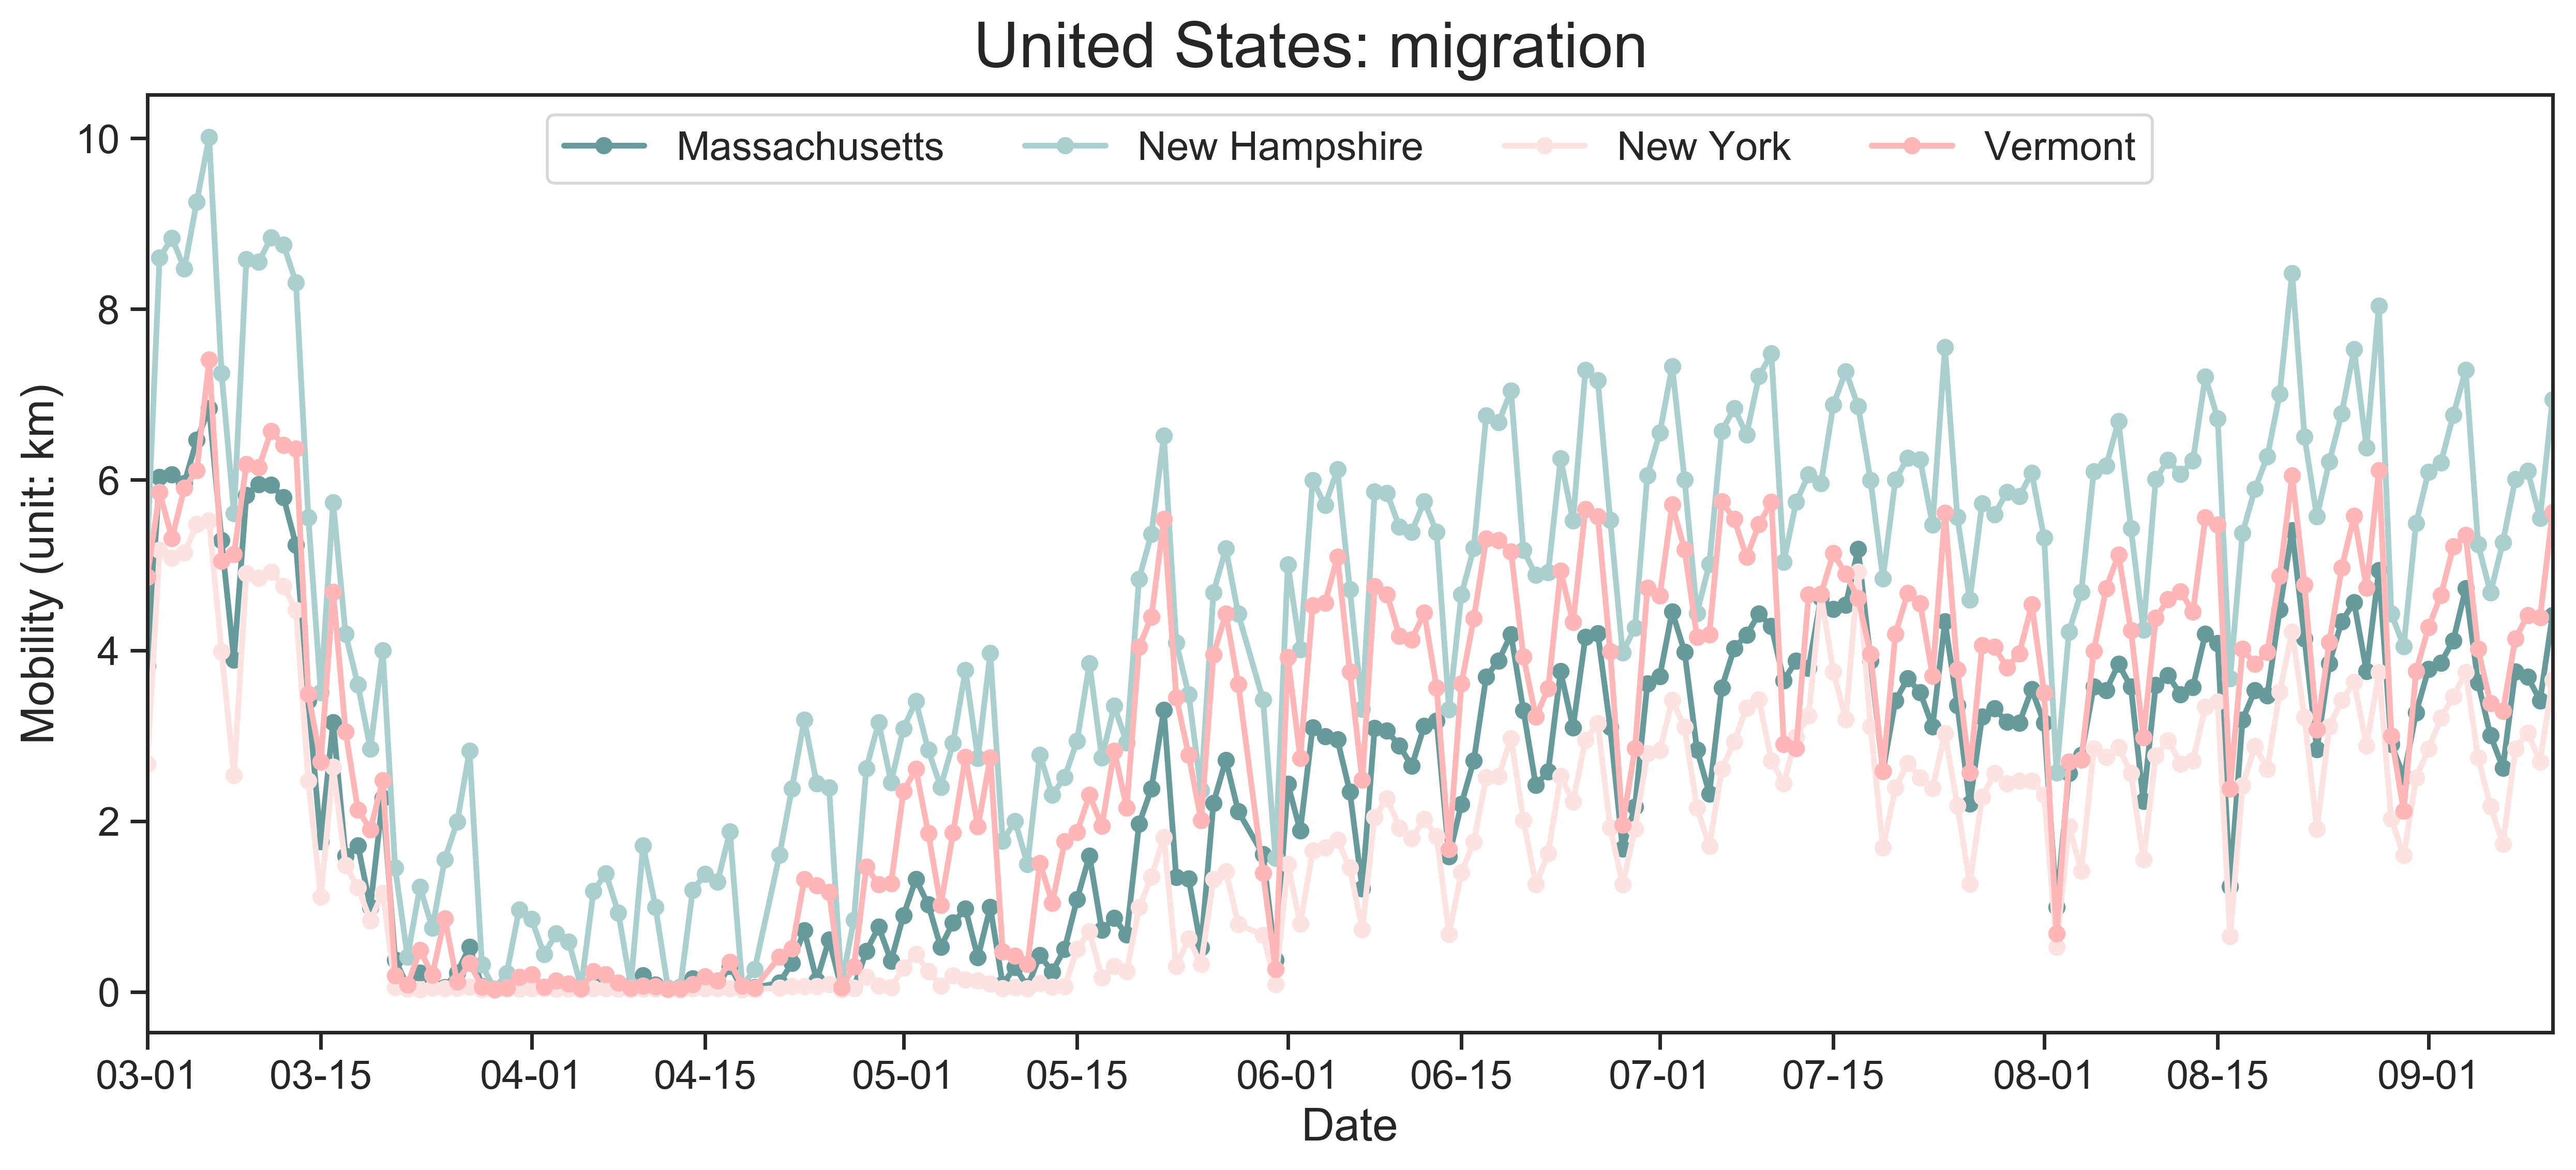 United States: migration
Massachusetts New Hampshire New York Vermont
10
8
6
4
2
0
Mobility (unit: km)
03-01 03-15 04-01 04-15 05-01 05-15 06-01 06-15 07-01 07-15 08-01 08-15 09-01
Date